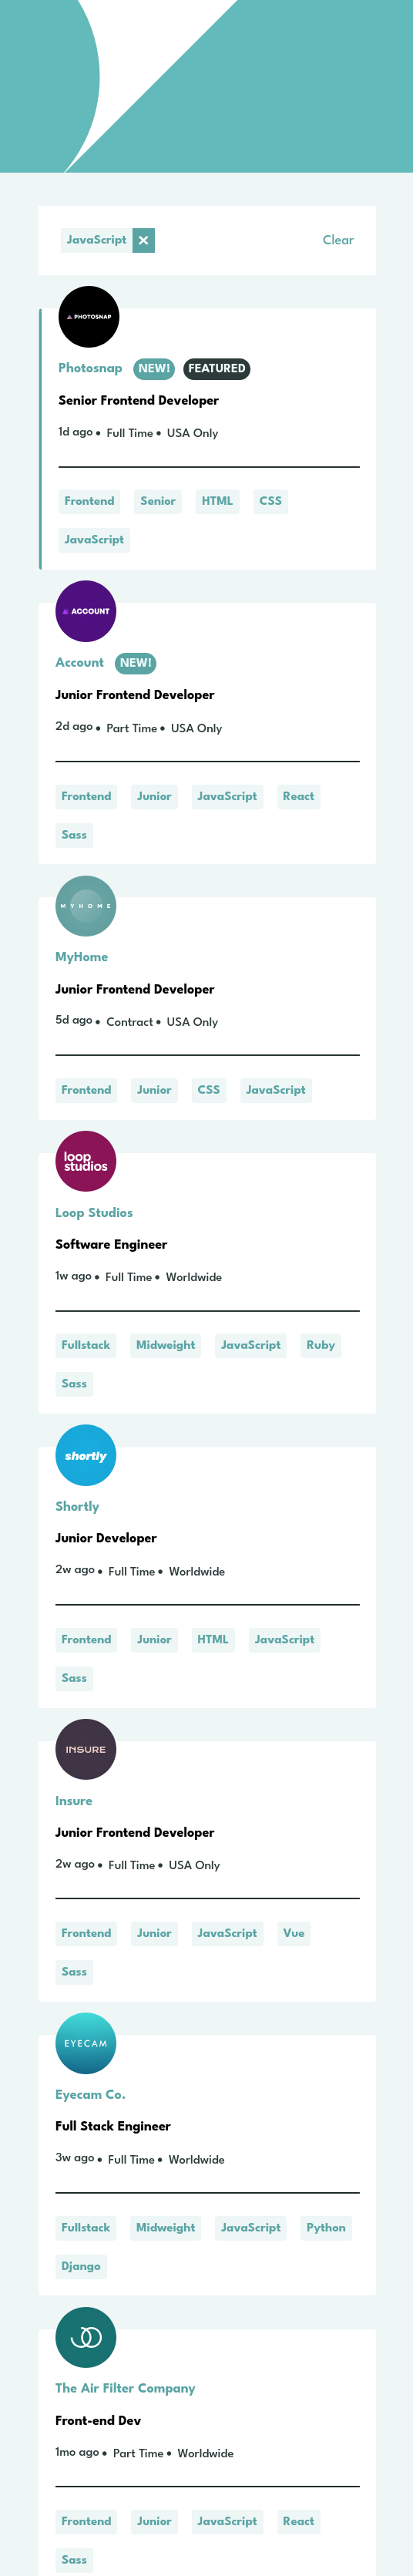 JavaScript
Clear
PHOTOSNAP
Photosnap NEW! FEATURED
Senior Frontend Developer
1d ago • Full Time • USA Only
Frontend Senior HTML CSS
JavaScript
ACCOUNT
Account NEW!
Junior Frontend Developer
2d ago • Part Time • USA Only
Frontend Junior JavaScript React
Sass
MYHOME
MyHome
Junior Frontend Developer
5d ago • Contract • USA Only
Frontend Junior CSS JavaScript
loop
studios
Loop Studios
Software Engineer
1w ago • Full Time • Worldwide
Fullstack Midweight JavaScript Ruby
Sass
shortly
Shortly
Junior Developer
2w ago • Full Time • Worldwide
Frontend Junior HTML JavaScript
Sass
INSURE
Insure
Junior Frontend Developer
2w ago • Full Time • USA Only
Frontend Junior JavaScript Vue
Sass
EYECAM
Eyecam Co.
Full Stack Engineer
3w ago • Full Time • Worldwide
Fullstack Midweight JavaScript Python
Django
The Air Filter Company
Front-end Dev
1mo ago • Part Time • Worldwide
Frontend Junior JavaScript React
Sass